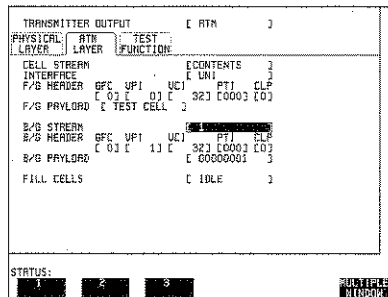 TRANSMITTER OUTPUT [ ATM ]
PHYSICAL LAYER
ATM LAYER
TEST FUNCTION
CELL STREAM [CONTENTS ]
INTERFACE [ UNI ]
F/G HEADER GFC VPI VCI PTI CLP
[ 0] [ 0] [ 32] [000] [0]
F/G PAYLOAD [ TEST CELL ]
B/G STREAM [ 1
B/G HEADER GFC VPI VCI PTI CLP
[ 0] [ 1] [ 32] [000] [0]
B/G PAYLOAD [ 00000001 ]
FILL CELLS [ IDLE ]
STATUS:
1 2 3 MULTIPLE WINDOW